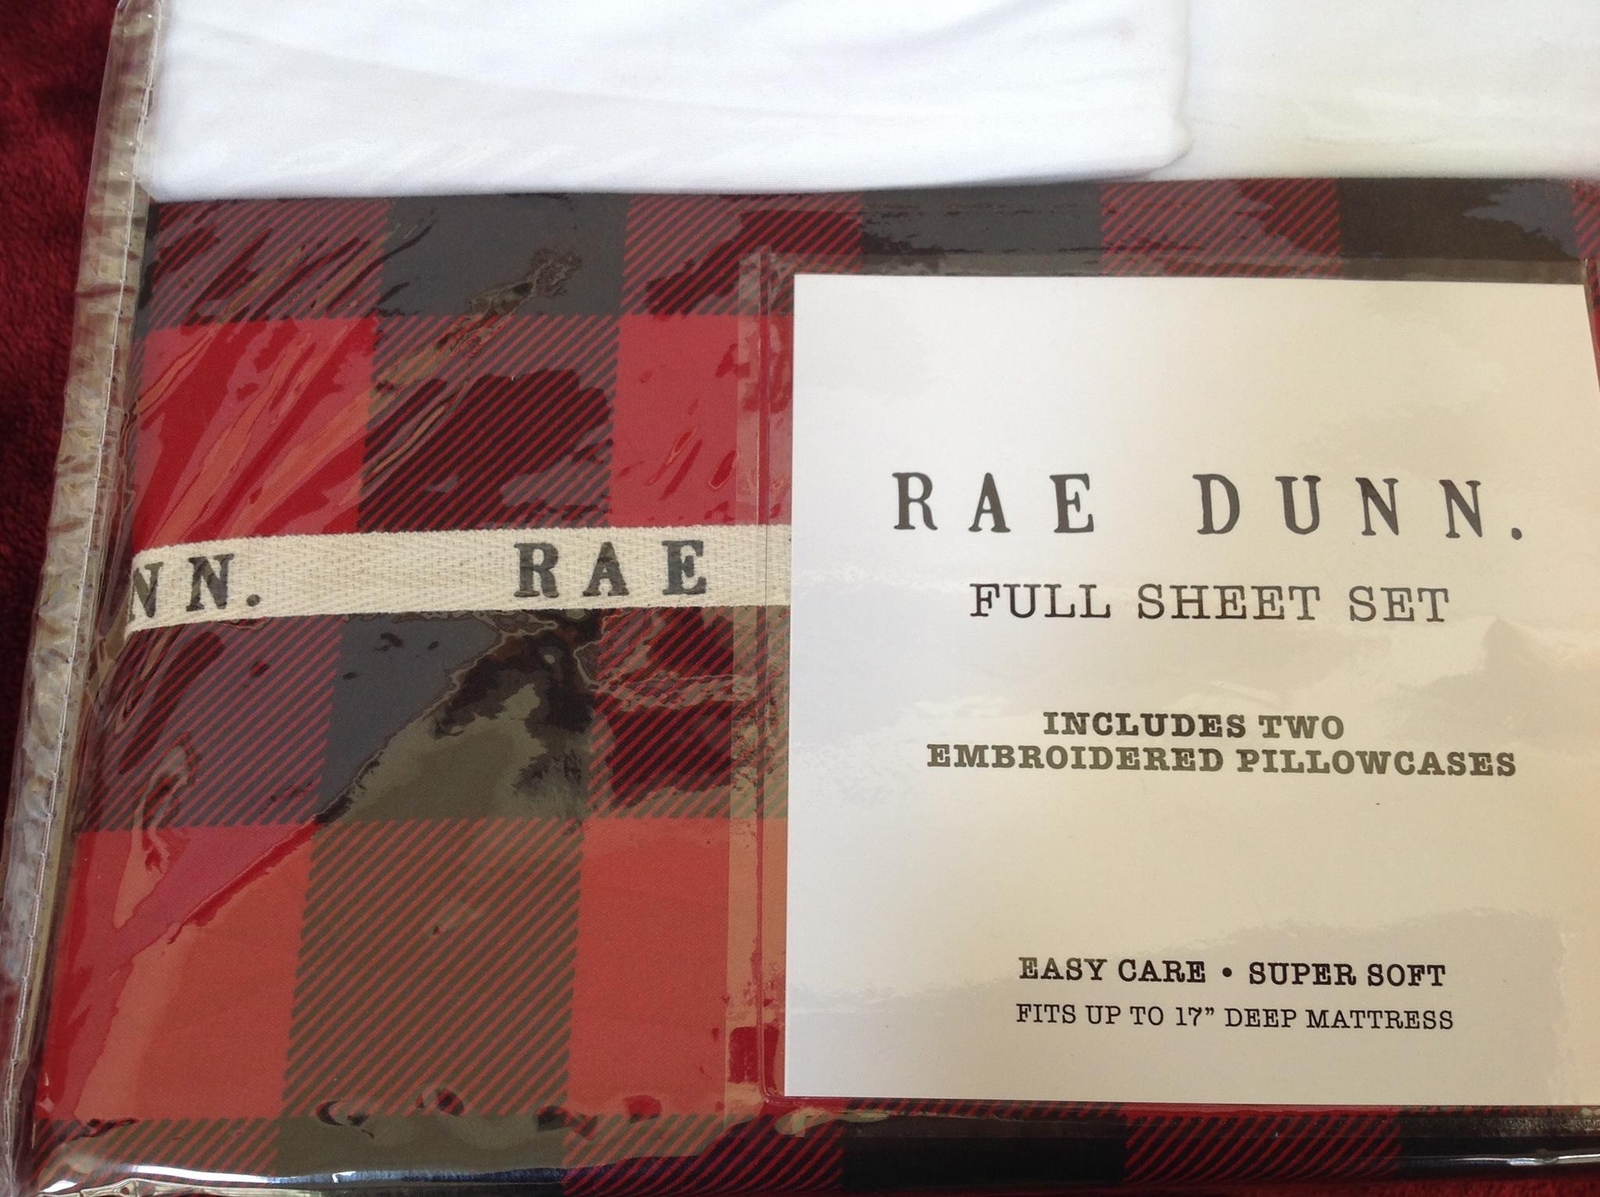 RAE DUNN.
FULL SHEET SET
INCLUDES TWO
EMBROIDERED PILLOWCASES
EASY CARE • SUPER SOFT
FITS UP TO 17” DEEP MATTRESS
NN. RAE